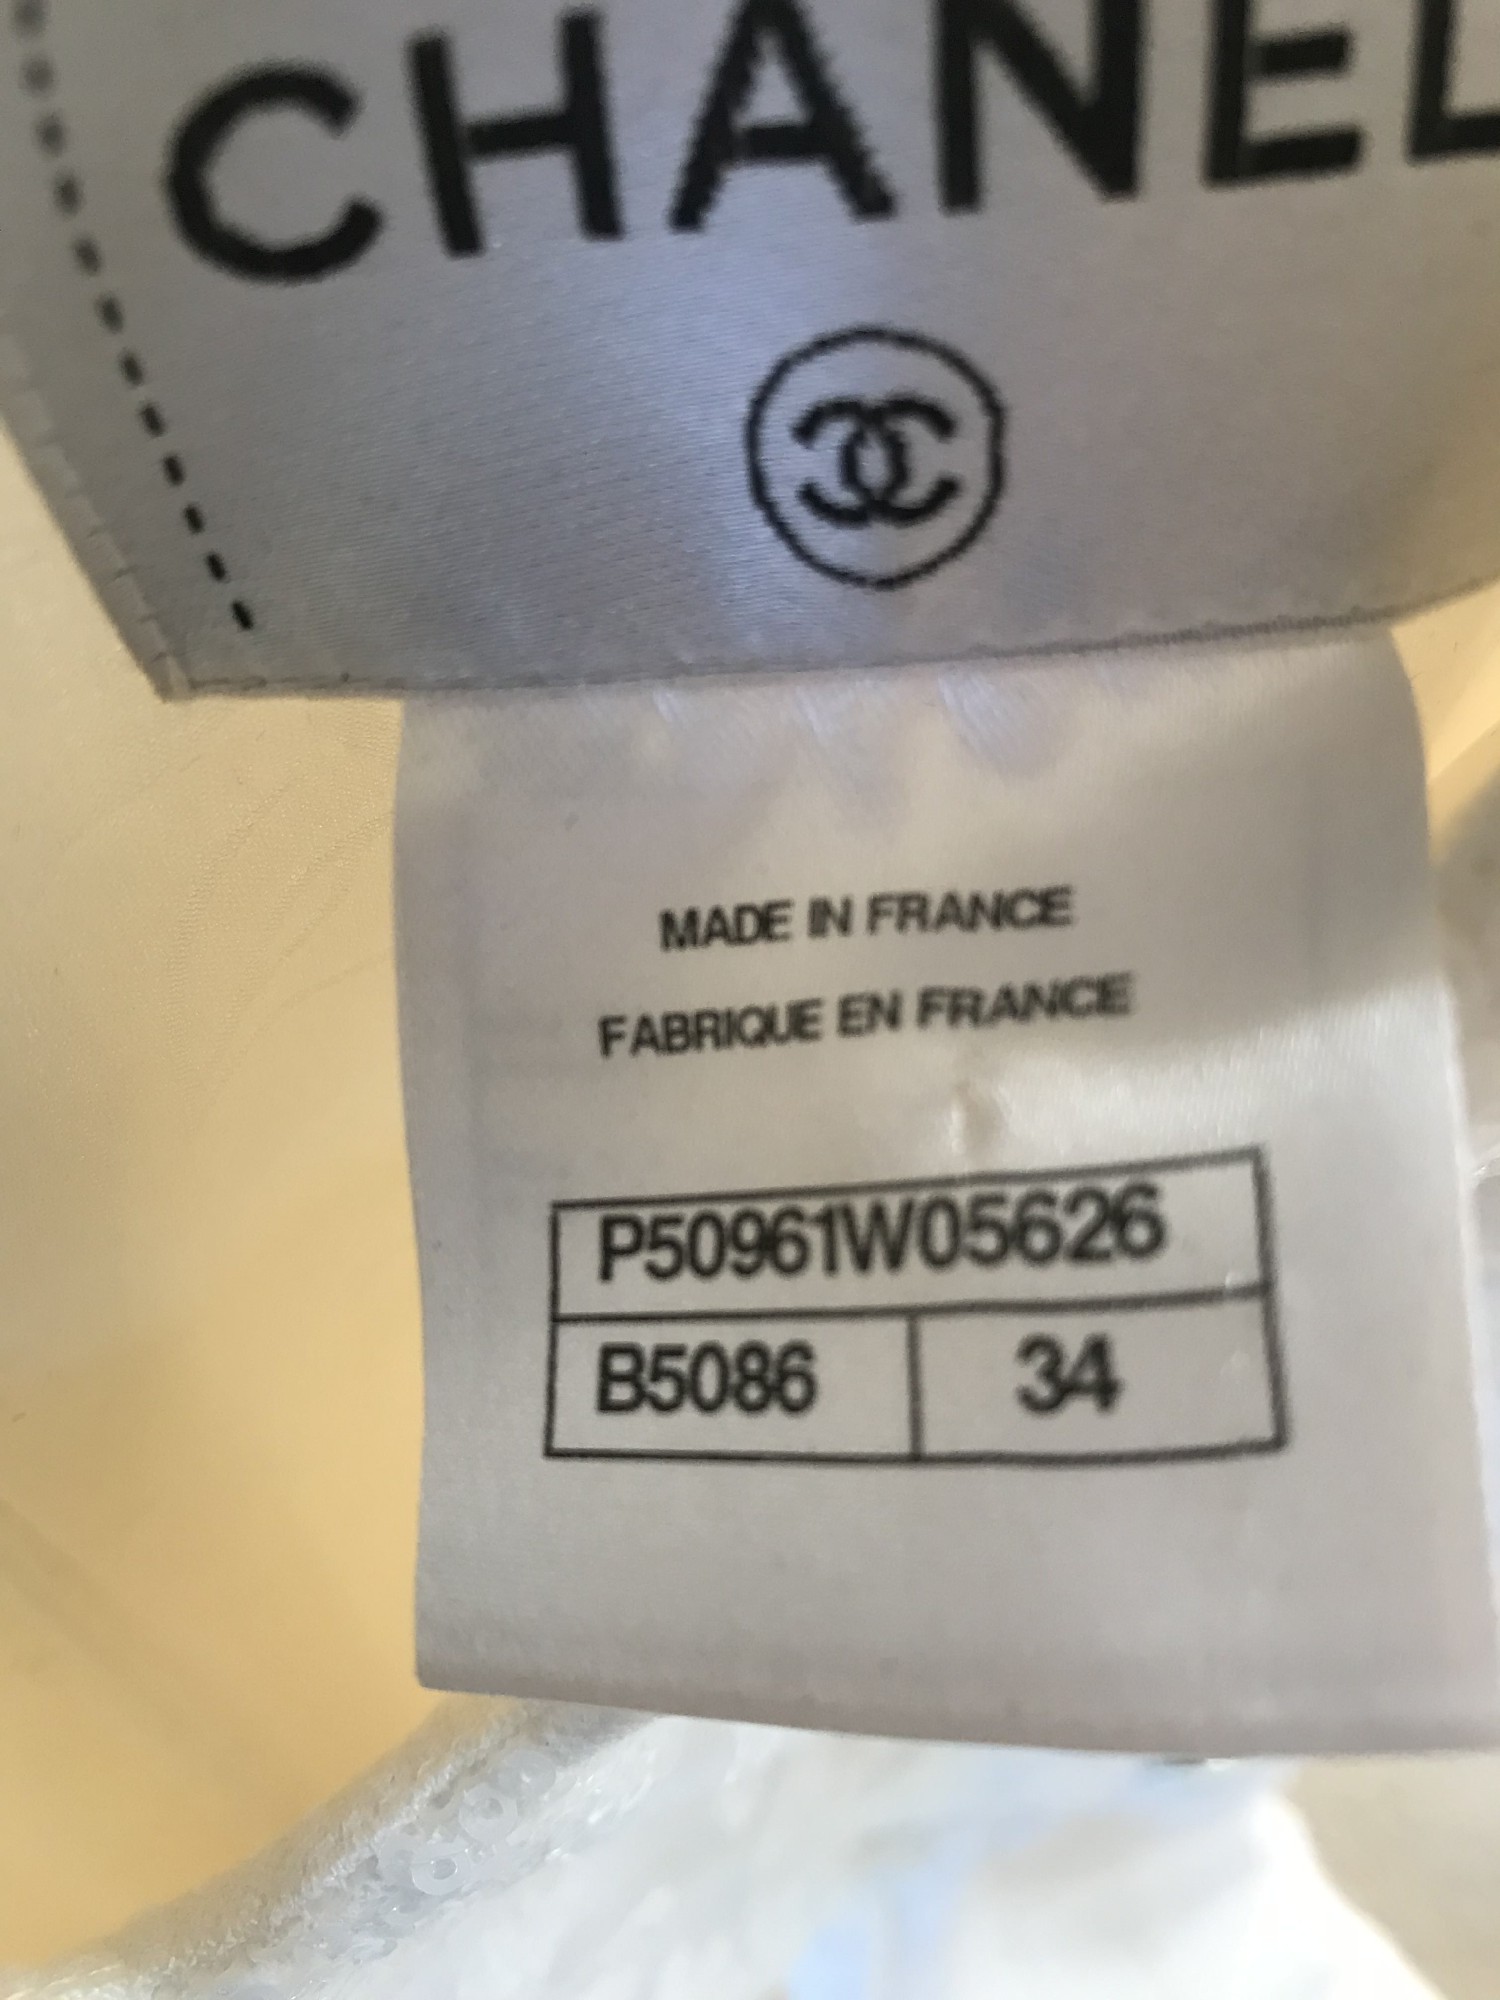 CHANEL
MADE IN FRANCE
FABRIQUE EN FRANCE
P50961W05626
B5086 34